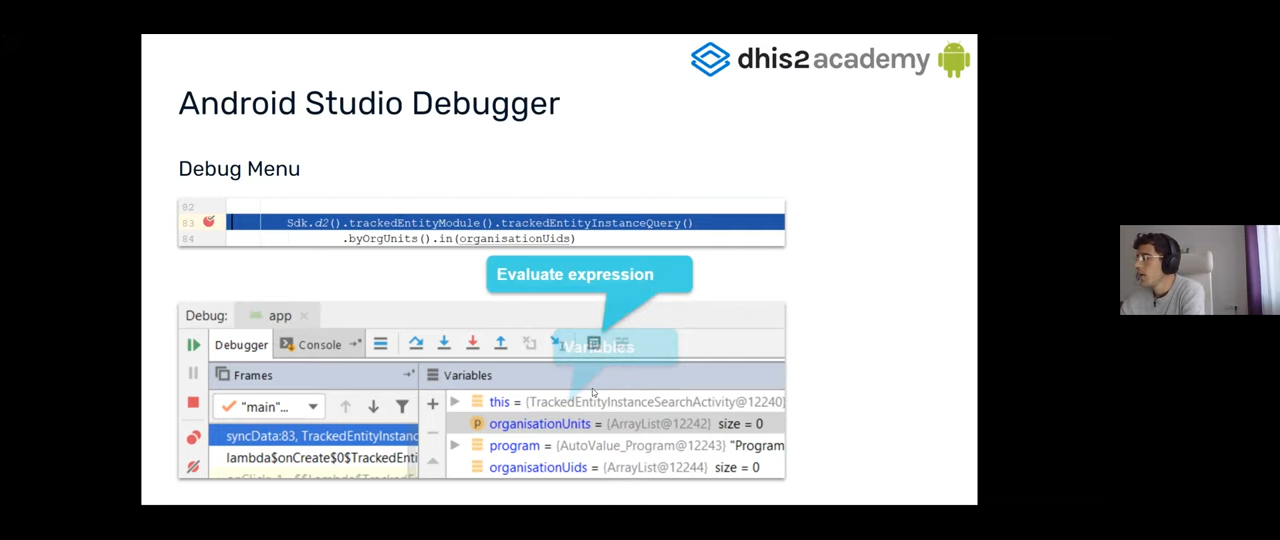 dhis2 academy
Android Studio Debugger
Debug Menu
82
83 Sdk.d2().trackedEntityModule().trackedEntityInstanceQuery()
84 .byOrgUnits().in(organisationUids)
Evaluate expression
Debug: app
Debugger Console
Variables
Frames Variables
"main"...
this = {TrackedEntityInstanceSearchActivity@12240}
organisationUnits = {ArrayList@12242} size = 0
syncData:83, TrackedEntityInstanc
program = {AutoValue_Program@12243} "Program
lambda$onCreate$0$TrackedEnti
organisationUids = {ArrayList@12244} size = 0